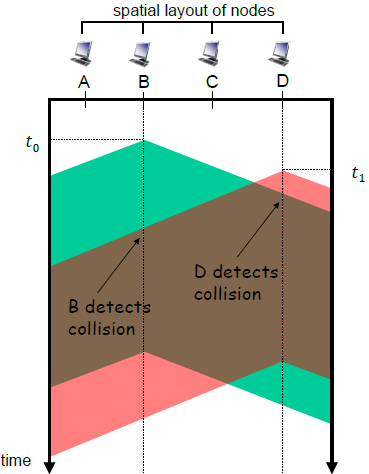 spatial layout of nodes
A B C D
t₀
t₁
D detects
collision
B detects
collision
time